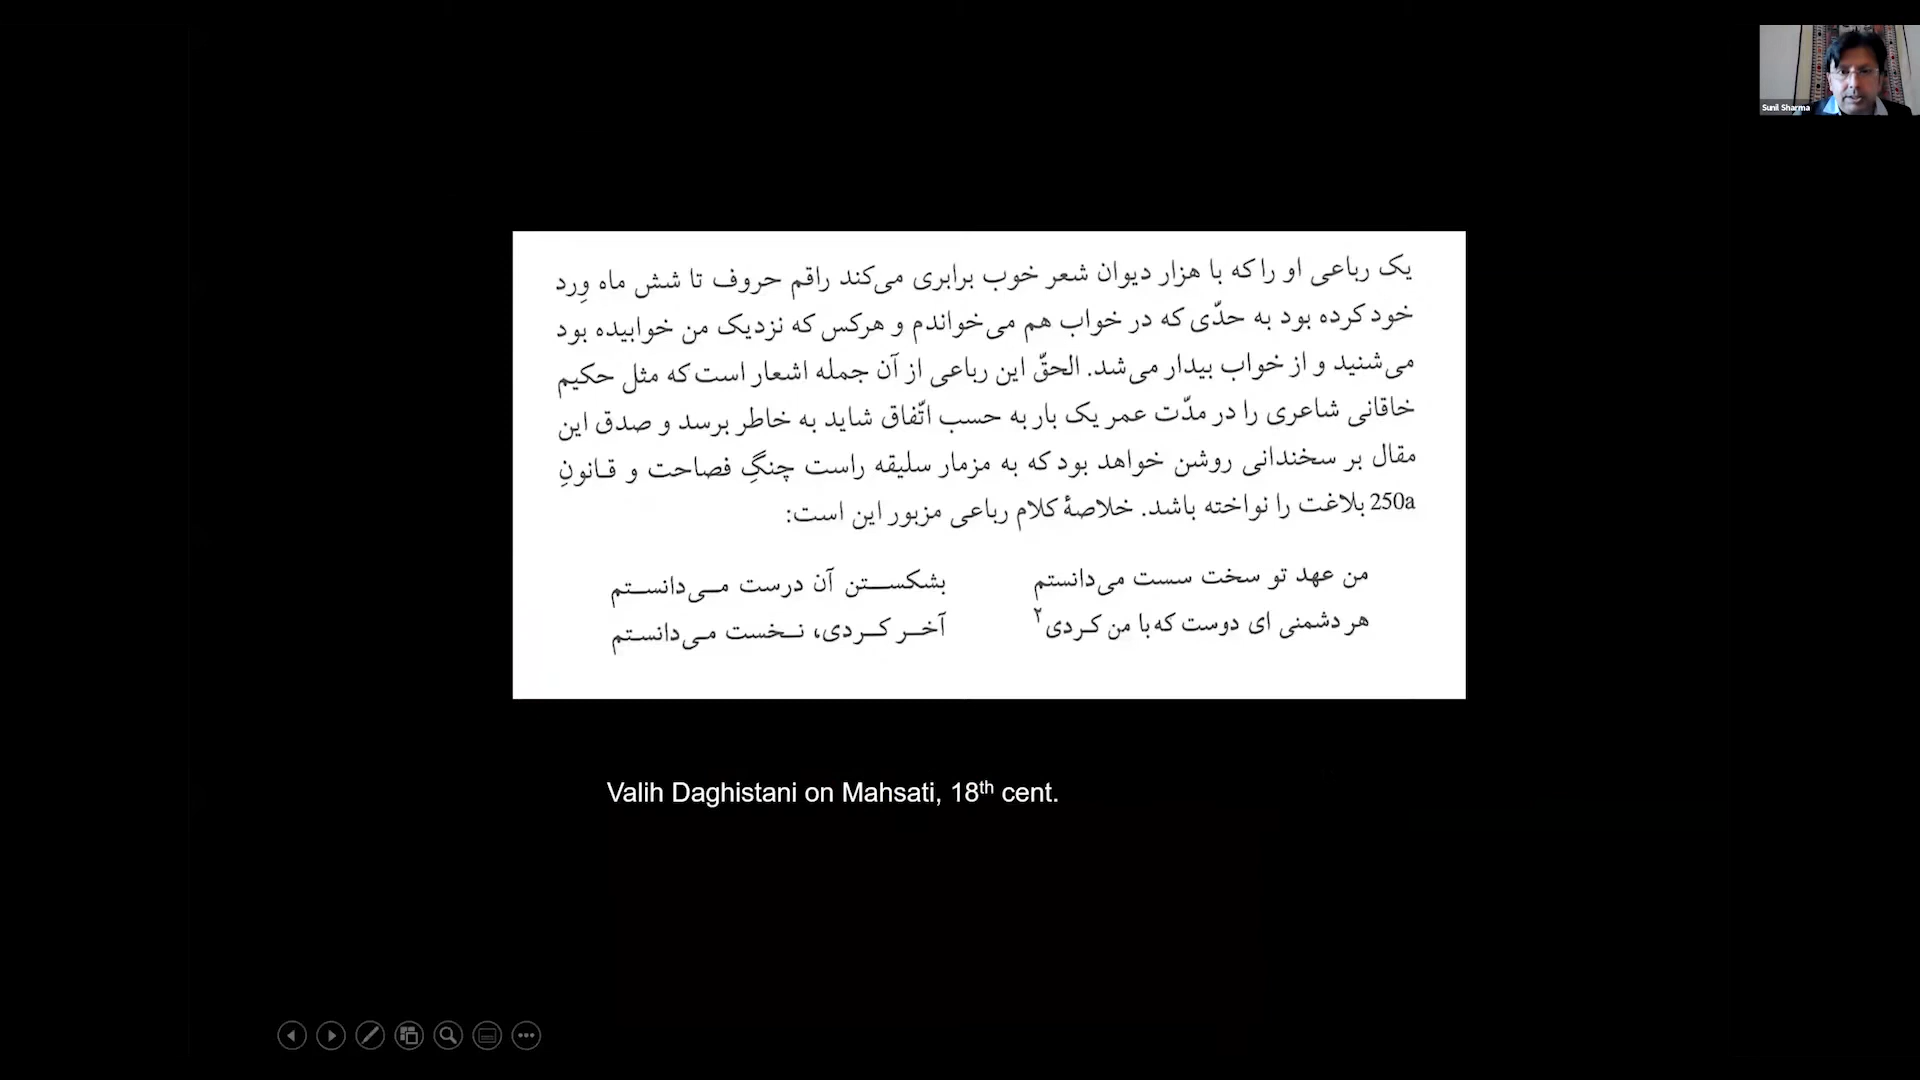 Sunil Sharma
یک رباعی او را که با هزار دیوان شعر خوب برابری می‌کند راقم حروف تا شش ماه وِرد
خود کرده بود به حدّی که در خواب هم می‌خواندم و هرکس که نزدیک من خوابیده بود
می‌شنید و از خواب بیدار می‌شد. الحقّ این رباعی از آن جمله اشعار است که مثل حکیم
خاقانی شاعری را در مدّت عمر یک بار به حسب اتّفاق شاید به خاطر برسد و صدق این
مقال بر سخندانی روشن خواهد بود که به مزمار سلیقه راست چنگِ فصاحت و قانونِ
250a بلاغت را نواخته باشد. خلاصهٔ کلام رباعی مزبور این است:
من عهد تو سخت سست می‌دانستم بشکستن آن درست می‌دانستم
هر دشمنی ای دوست که با من کردی۲ آخر کردی، نخست می‌دانستم
Valih Daghistani on Mahsati, 18th cent.